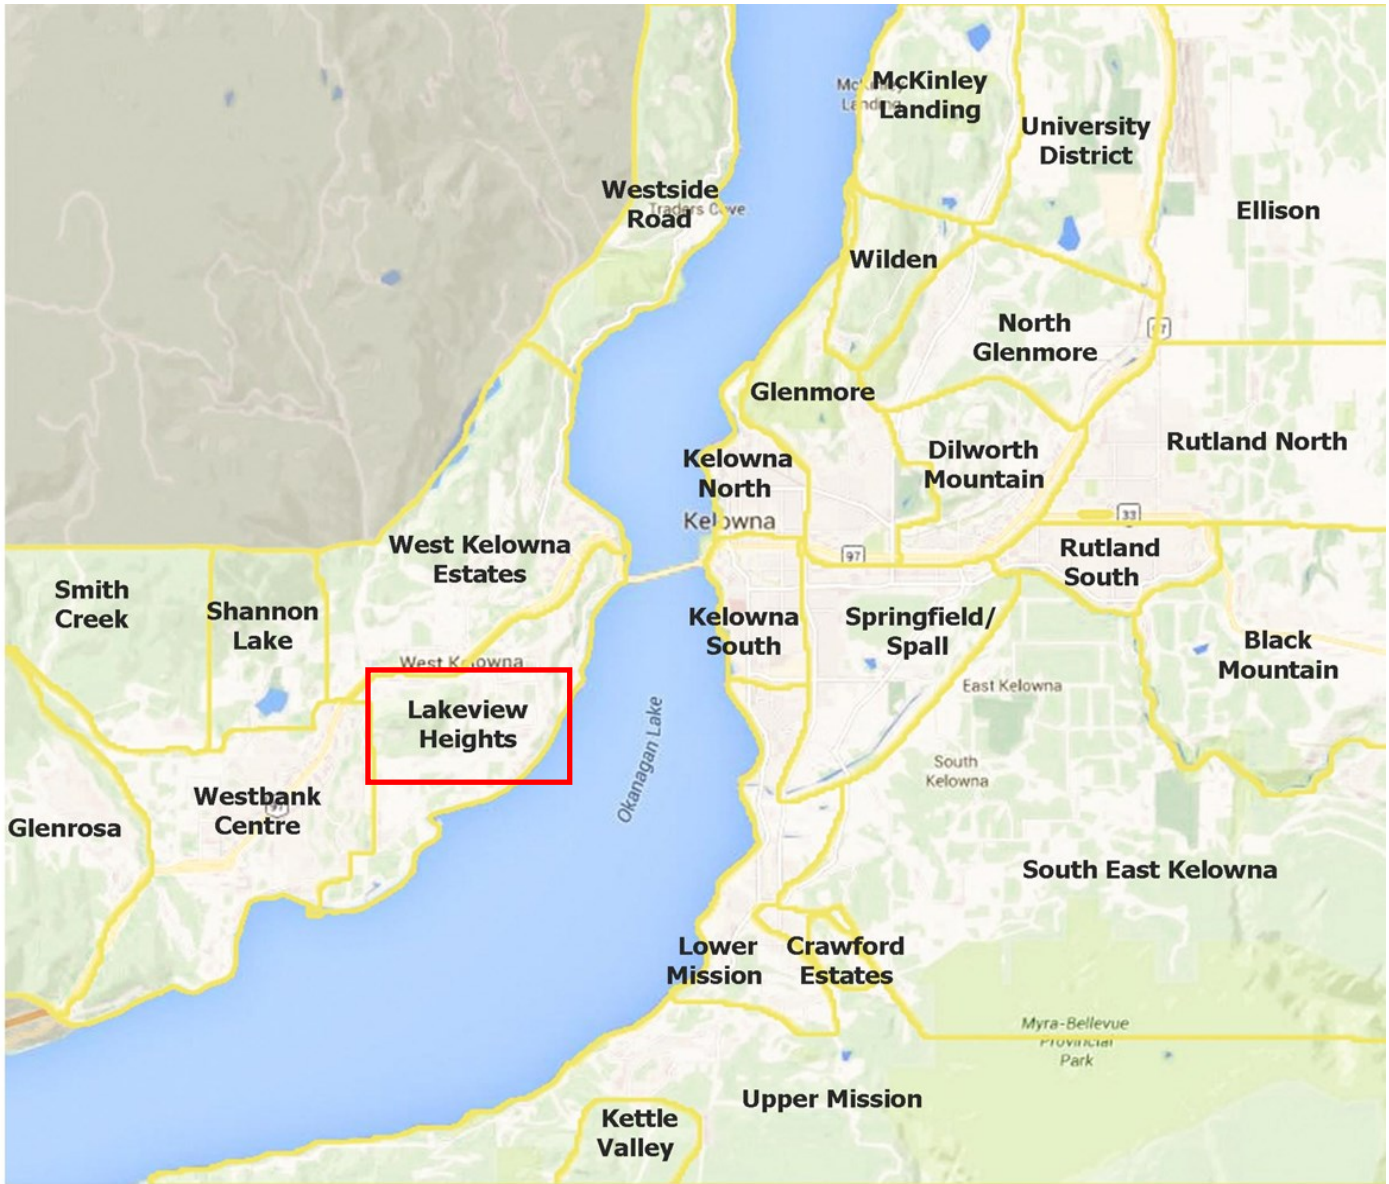 McKinley
Landing
McKinley
Landing
University
District
Westside
Road
Traders Cove
Ellison
Wilden
North
Glenmore
97
Glenmore
Dilworth
Mountain
Rutland North
Kelowna
North
Kelowna
33
97
West Kelowna
Estates
Rutland
South
Smith
Creek
Shannon
Lake
Kelowna
South
Springfield/
Spall
Black
Mountain
West Kelowna
East Kelowna
Lakeview
Heights
Okanagan Lake
South
Kelowna
Westbank
Centre
97
Glenrosa
South East Kelowna
Lower
Mission
Crawford
Estates
Myra-Bellevue
Provincial
Park
Upper Mission
Kettle
Valley